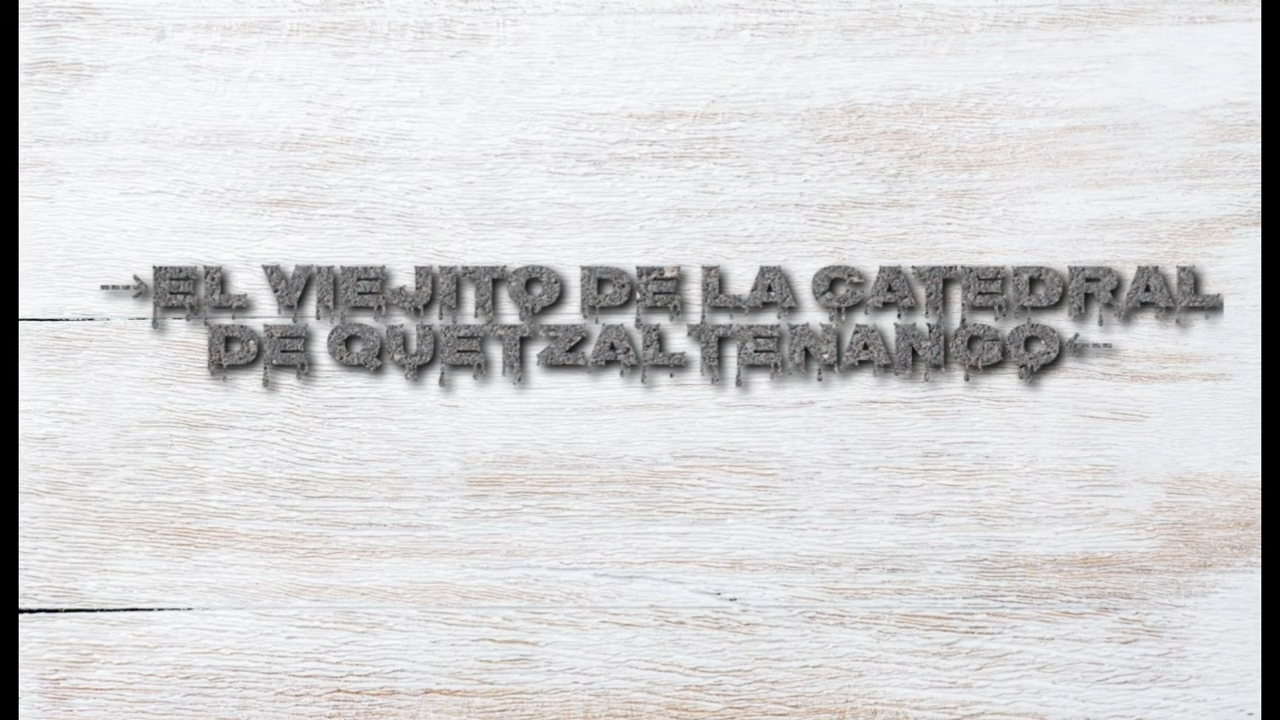 -->EL VIEJITO DE LA CATEDRAL
DE QUETZALTENANGO<--